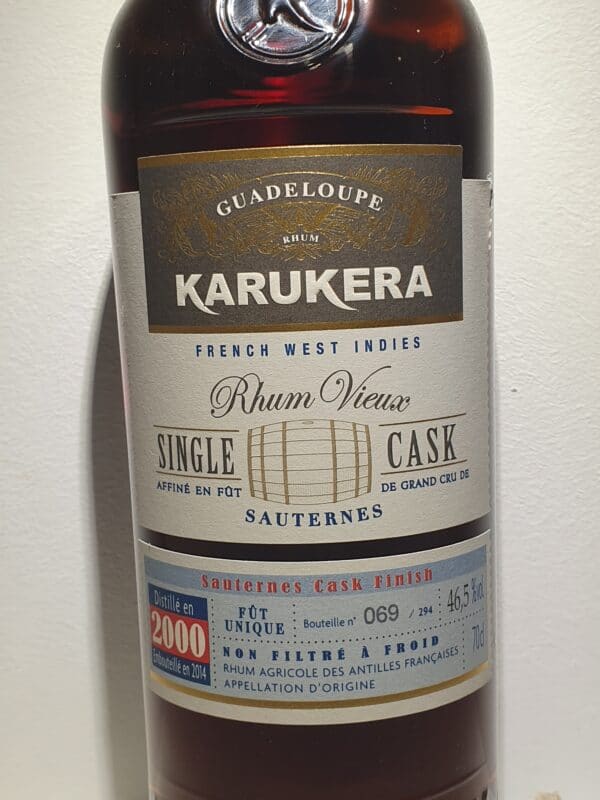 GUADELOUPE
RHUM
KARUKERA
FRENCH WEST INDIES
Rhum Vieux
SINGLE CASK
AFFINÉ EN FÛT DE GRAND CRU DE
SAUTERNES
Sauternes Cask Finish
Distillé en
2000
Embouteillé en 2014
FÛT
UNIQUE
Bouteille n° 069 / 294
46,5 %vol.
70cl
NON FILTRÉ À FROID
RHUM AGRICOLE DES ANTILLES FRANÇAISES
APPELLATION D'ORIGINE